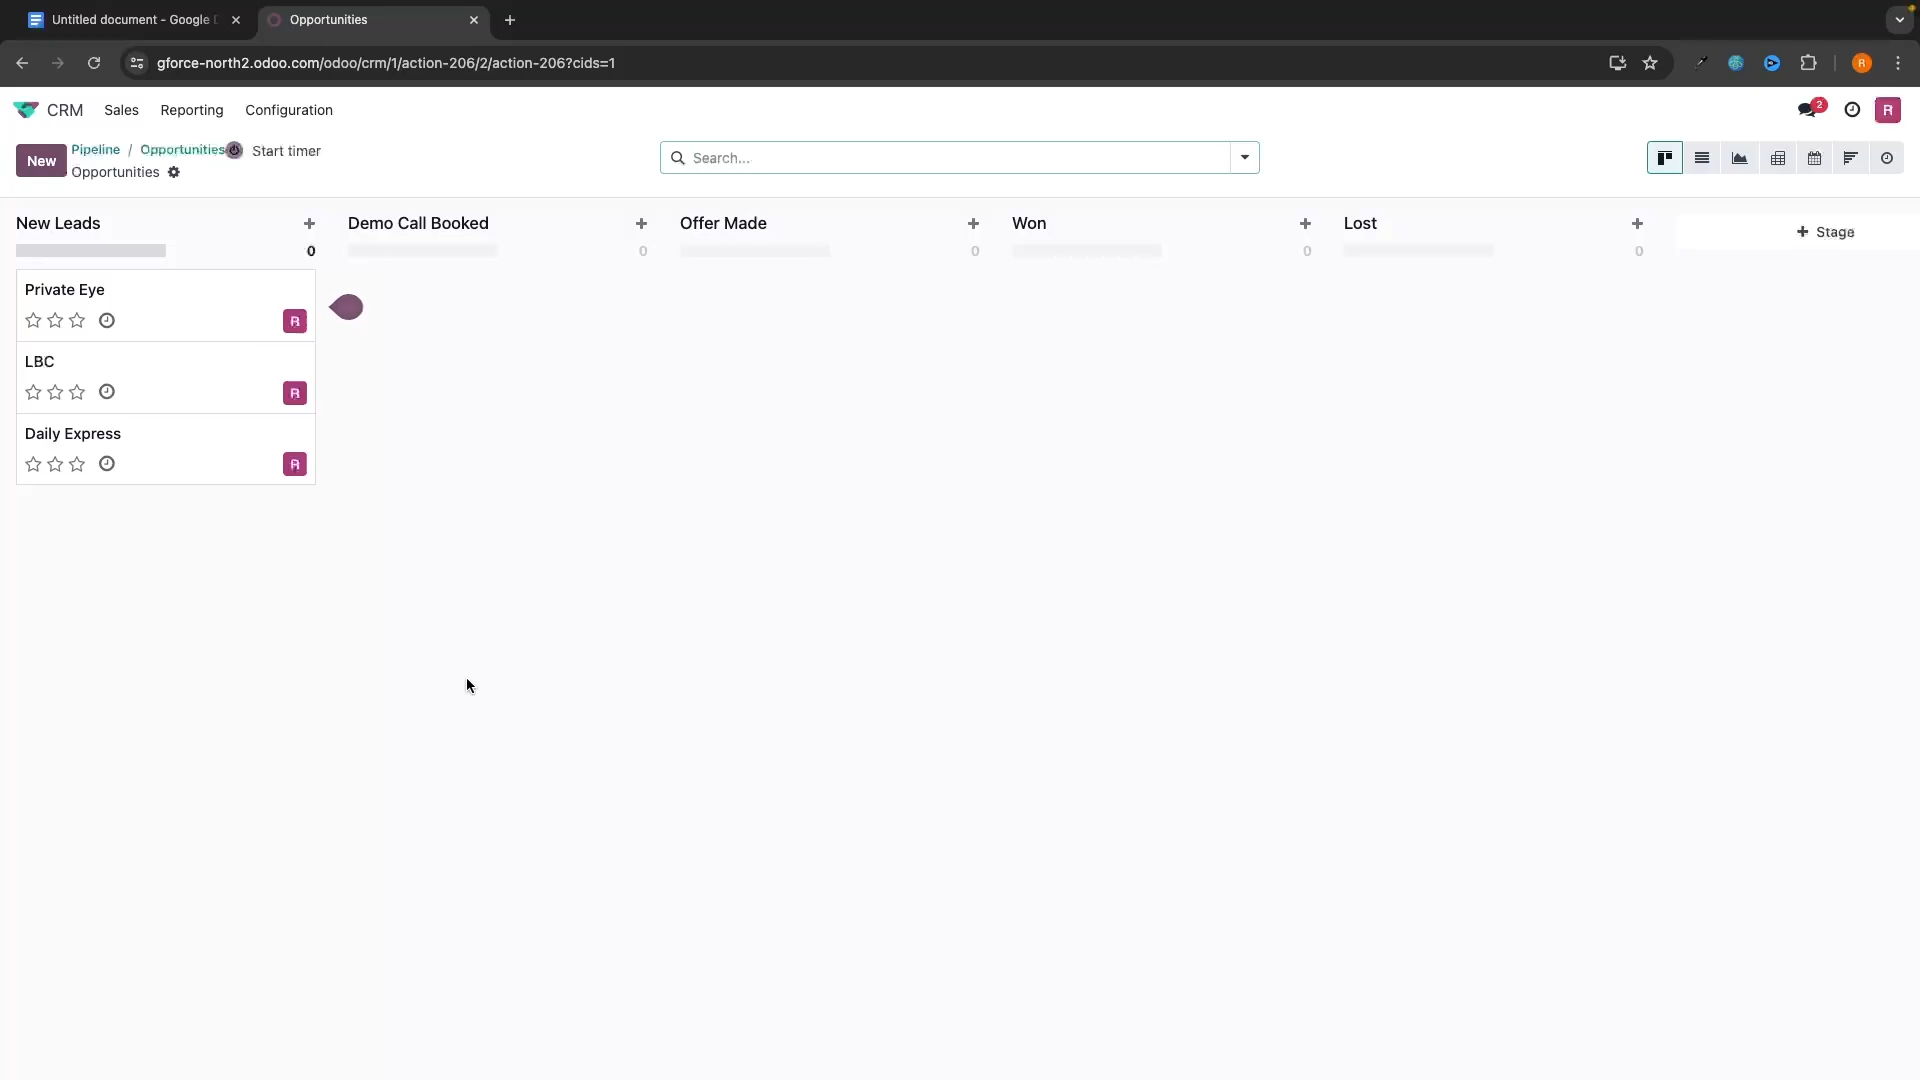 Untitled document - Google D
Opportunities
gforce-north2.odoo.com/odoo/crm/1/action-206/2/action-206?cids=1
R
CRM
Sales
Reporting
Configuration
2
R
New
Pipeline / Opportunities
Start timer
Opportunities
Search...
New Leads
0
Demo Call Booked
0
Offer Made
0
Won
0
Lost
0
Stage
Private Eye
R
LBC
R
Daily Express
R